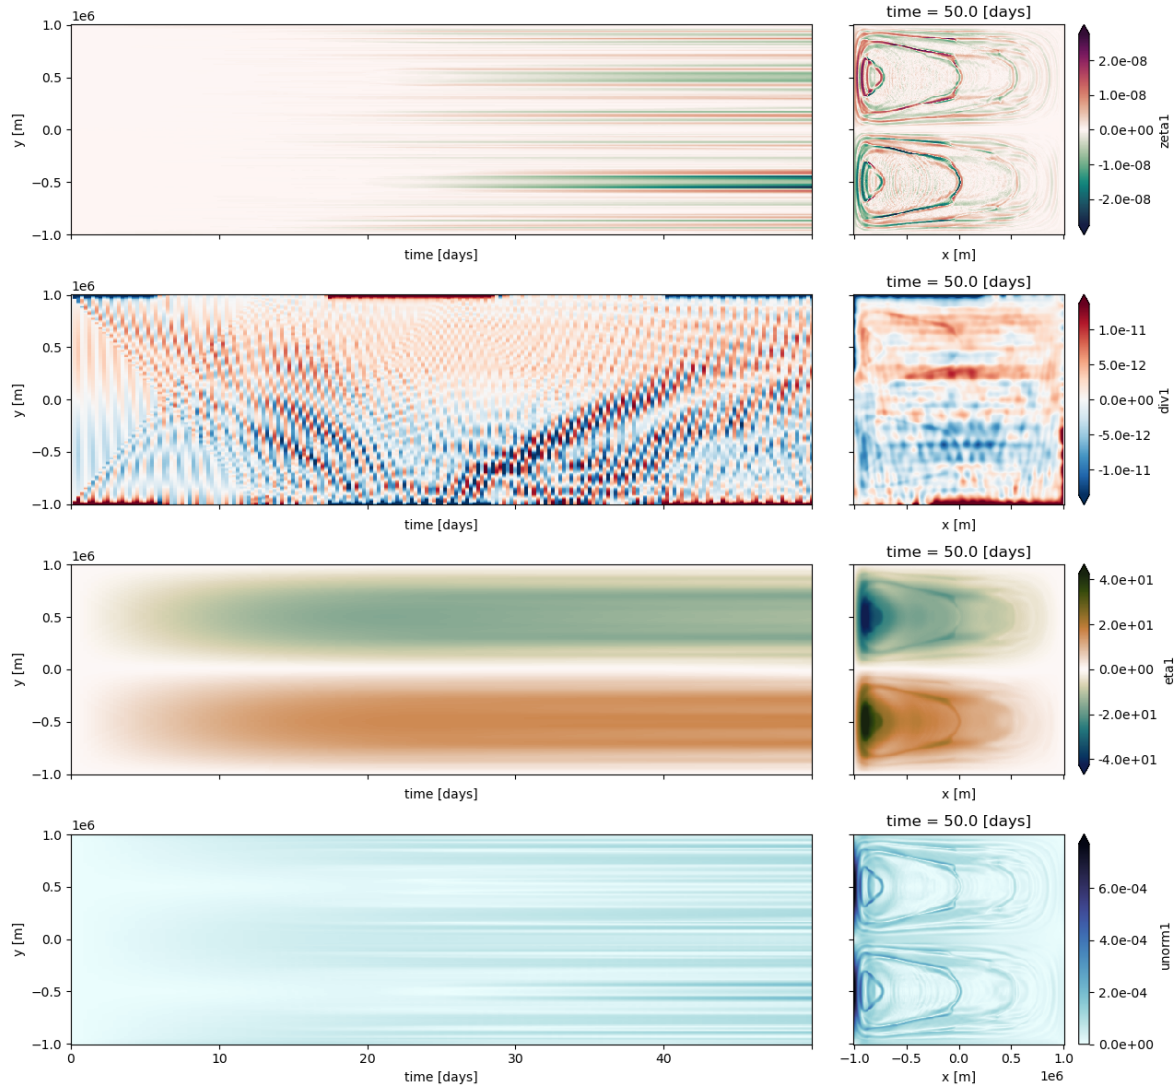 1e6
time = 50.0 [days]
1.0
0.5
0.0
−0.5
−1.0
y [m]
time [days]
x [m]
2.0e-08
1.0e-08
0.0e+00
−1.0e-08
−2.0e-08
zeta1
1e6
time = 50.0 [days]
1.0
0.5
0.0
−0.5
−1.0
y [m]
time [days]
x [m]
1.0e-11
5.0e-12
0.0e+00
−5.0e-12
−1.0e-11
div1
1e6
time = 50.0 [days]
1.0
0.5
0.0
−0.5
−1.0
y [m]
time [days]
x [m]
4.0e+01
2.0e+01
0.0e+00
−2.0e+01
−4.0e+01
eta1
1e6
time = 50.0 [days]
1.0
0.5
0.0
−0.5
−1.0
y [m]
0 20 30 40
time [days]
−1.0 −0.5 0.0 0.5 1.0
x [m]
1e6
6.0e-04
4.0e-04
2.0e-04
0.0e+00
unorm1